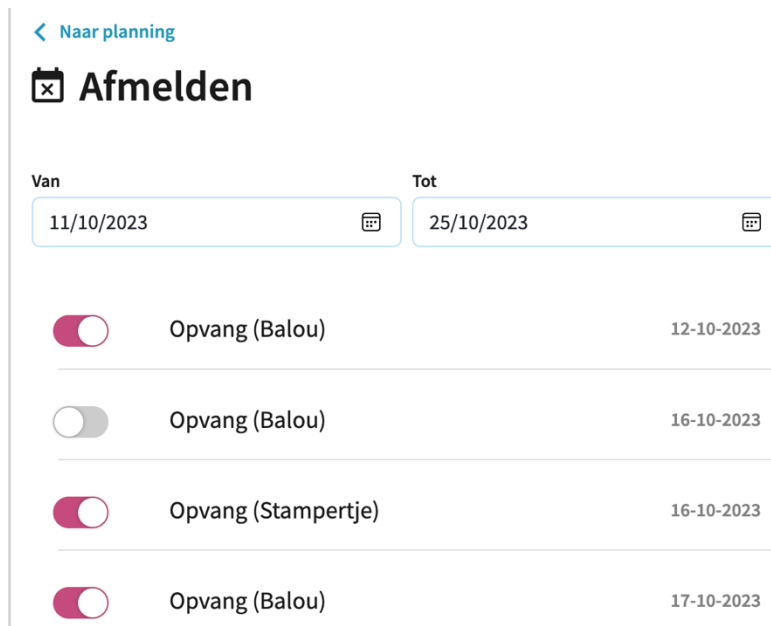 Naar planning
Afmelden
Van Tot
11/10/2023 25/10/2023
Opvang (Balou) 12-10-2023
Opvang (Balou) 16-10-2023
Opvang (Stampertje) 16-10-2023
Opvang (Balou) 17-10-2023